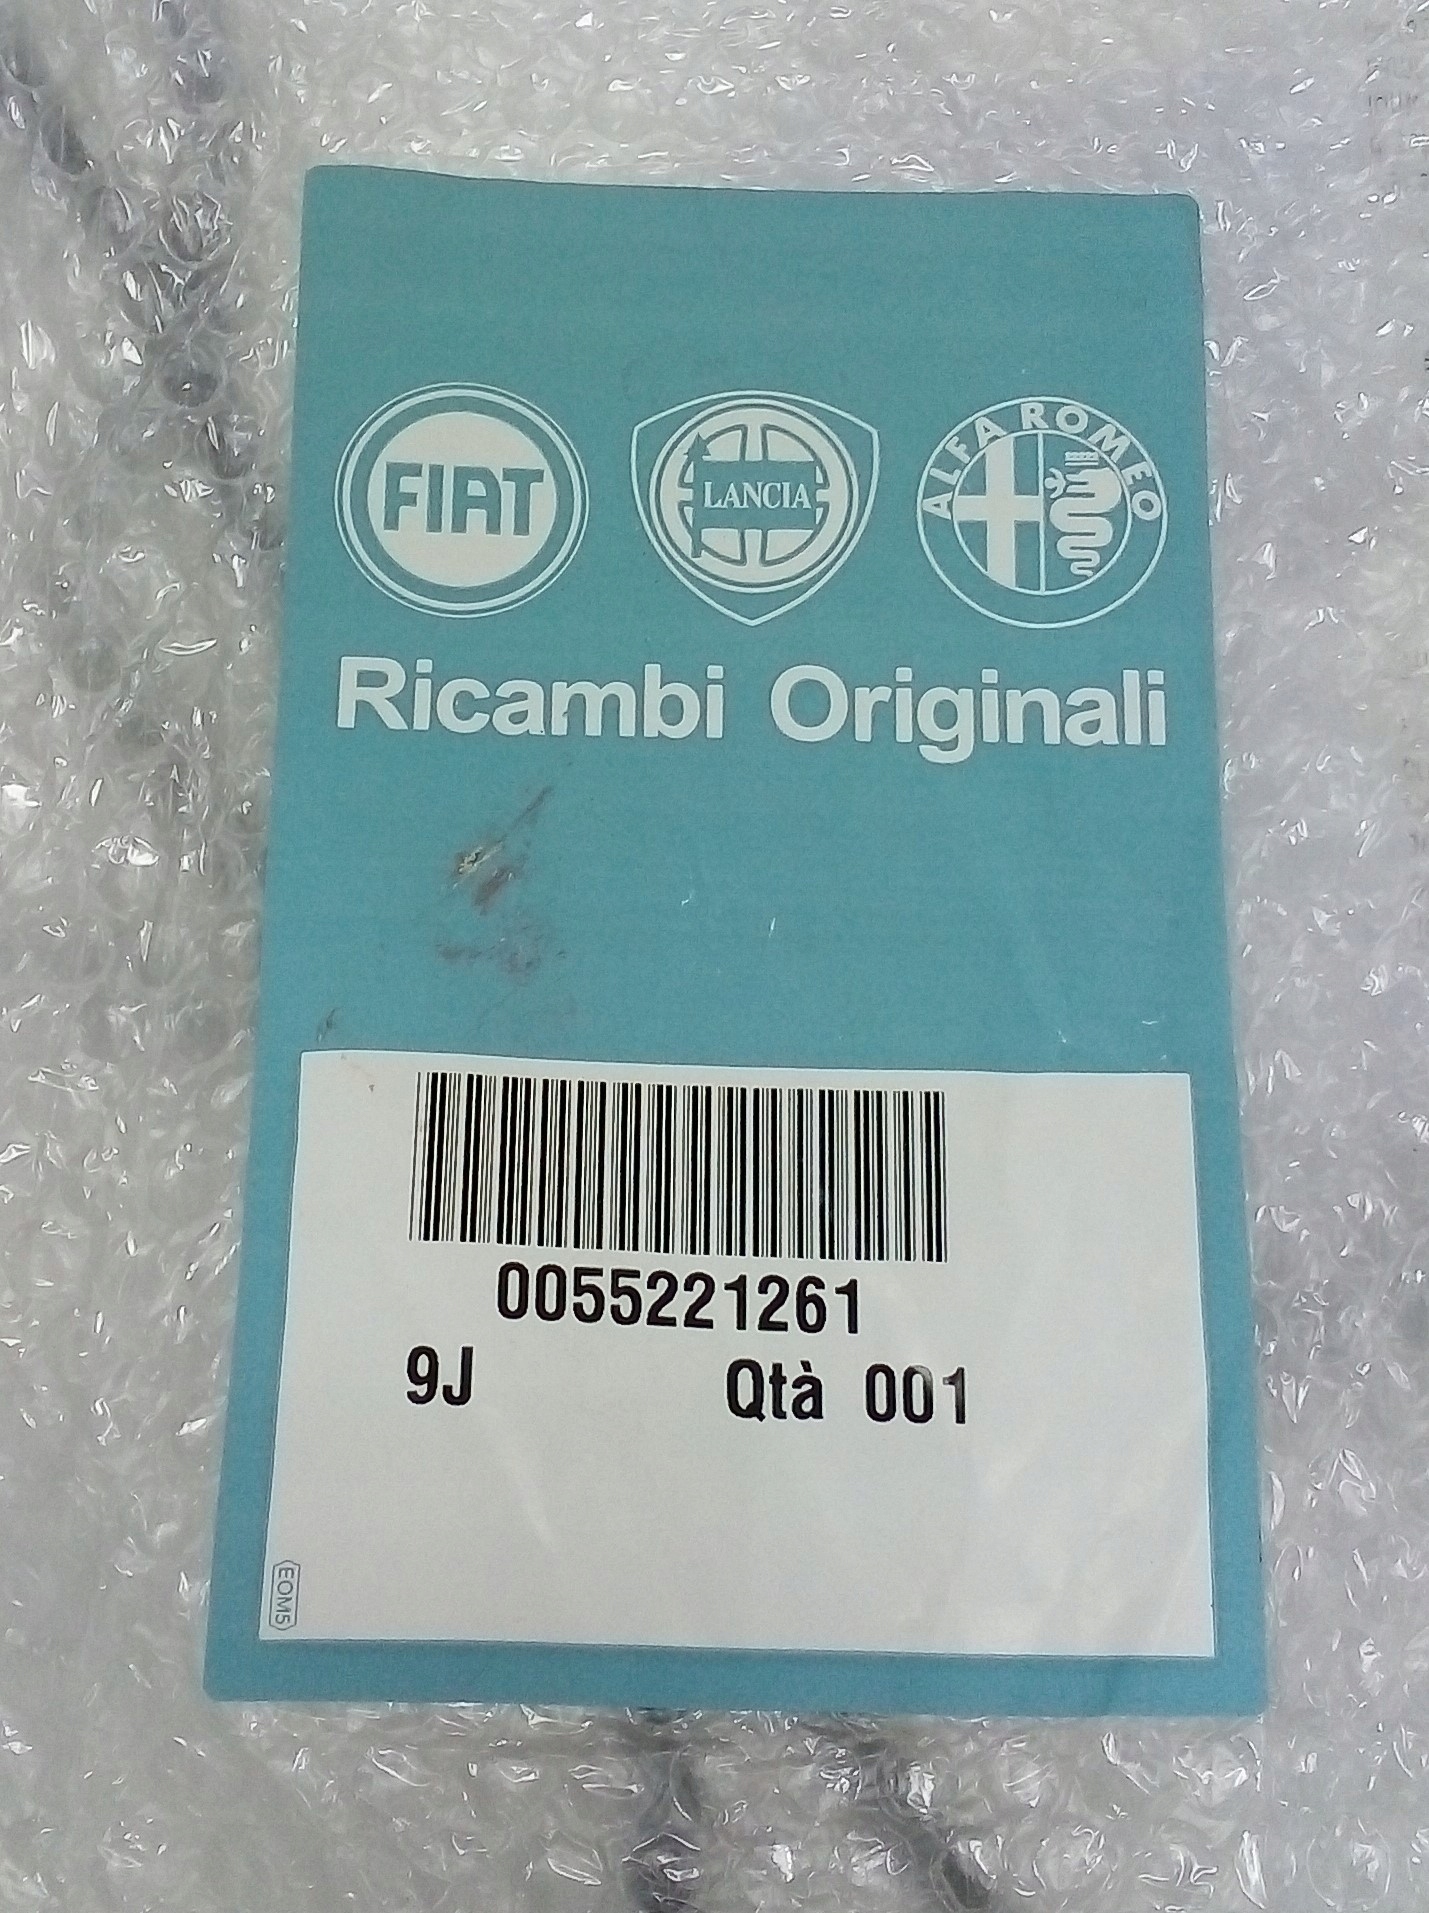 FIAT LANCIA ALFA ROMEO
Ricambi Originali
0055221261
9J Qtà 001
EOM5